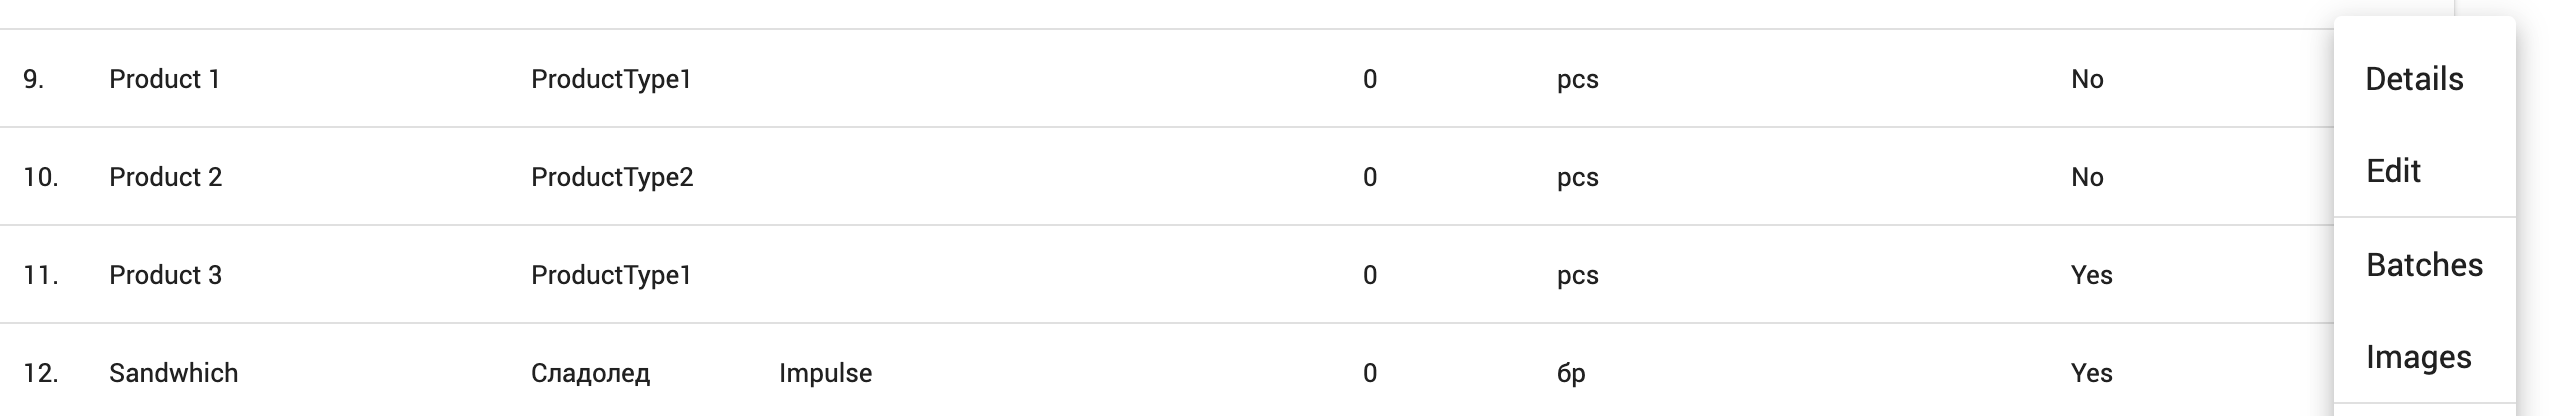 9. Product 1 ProductType1 0 pcs No
10. Product 2 ProductType2 0 pcs No
11. Product 3 ProductType1 0 pcs Yes
12. Sandwhich Сладолед Impulse 0 бр Yes
Details
Edit
Batches
Images